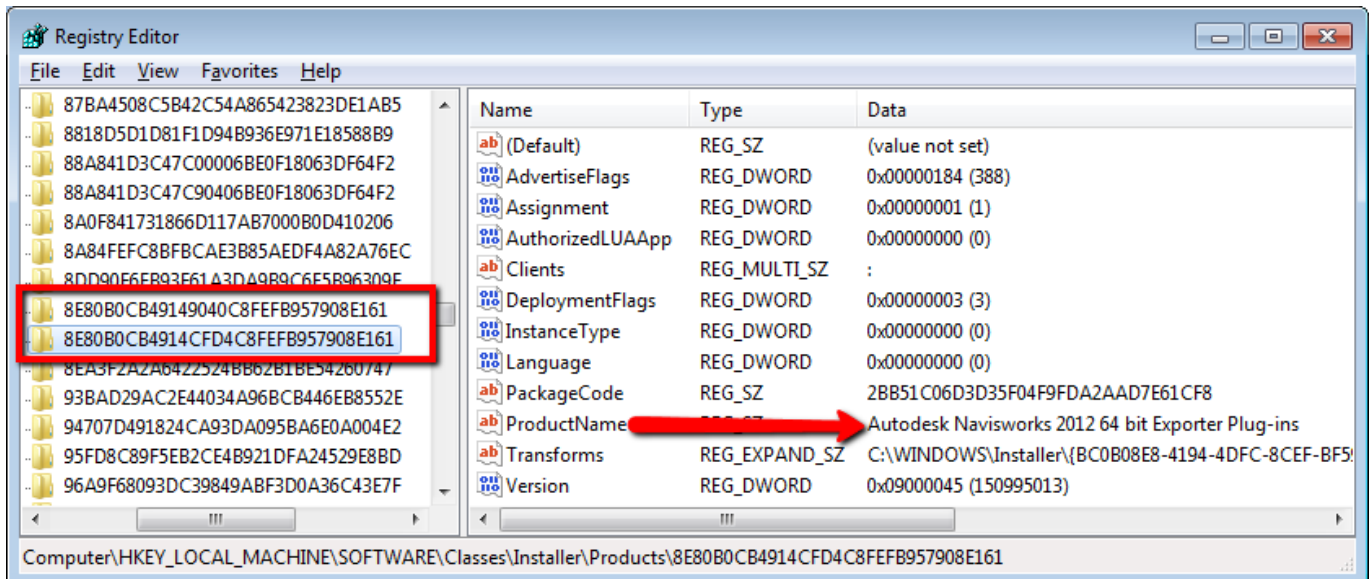 Registry Editor
File Edit View Favorites Help
87BA4508C5B42C54A865423823DE1AB5
8818D5D1D81F1D94B936E971E18588B9
88A841D3C47C00006BE0F18063DF64F2
88A841D3C47C90406BE0F18063DF64F2
8A0F841731866D117AB7000B0D410206
8A84FEFC8BFBCAE3B85AEDF4A82A76EC
8DD90F6FB93F61A3DA9B9C6F5B96309F
8E80B0CB49149040C8FEFB957908E161
8E80B0CB4914CFD4C8FEFB957908E161
8EA3F2A2A6422524BB62B1BE54260747
93BAD29AC2E44034A96BCB446EB8552E
94707D491824CA93DA095BA6E0A004E2
95FD8C89F5EB2CE4B921DFA24529E8BD
96A9F68093DC39849ABF3D0A36C43E7F
Name Type Data
(Default) REG_SZ (value not set)
AdvertiseFlags REG_DWORD 0x00000184 (388)
Assignment REG_DWORD 0x00000001 (1)
AuthorizedLUAApp REG_DWORD 0x00000000 (0)
Clients REG_MULTI_SZ :
DeploymentFlags REG_DWORD 0x00000003 (3)
InstanceType REG_DWORD 0x00000000 (0)
Language REG_DWORD 0x00000000 (0)
PackageCode REG_SZ 2BB51C06D3D35F04F9FDA2AAD7E61CF8
ProductName Autodesk Navisworks 2012 64 bit Exporter Plug-ins
Transforms REG_EXPAND_SZ C:\WINDOWS\Installer\{BC0B08E8-4194-4DFC-8CEF-BF59
Version REG_DWORD 0x09000045 (150995013)
Computer\HKEY_LOCAL_MACHINE\SOFTWARE\Classes\Installer\Products\8E80B0CB4914CFD4C8FEFB957908E161